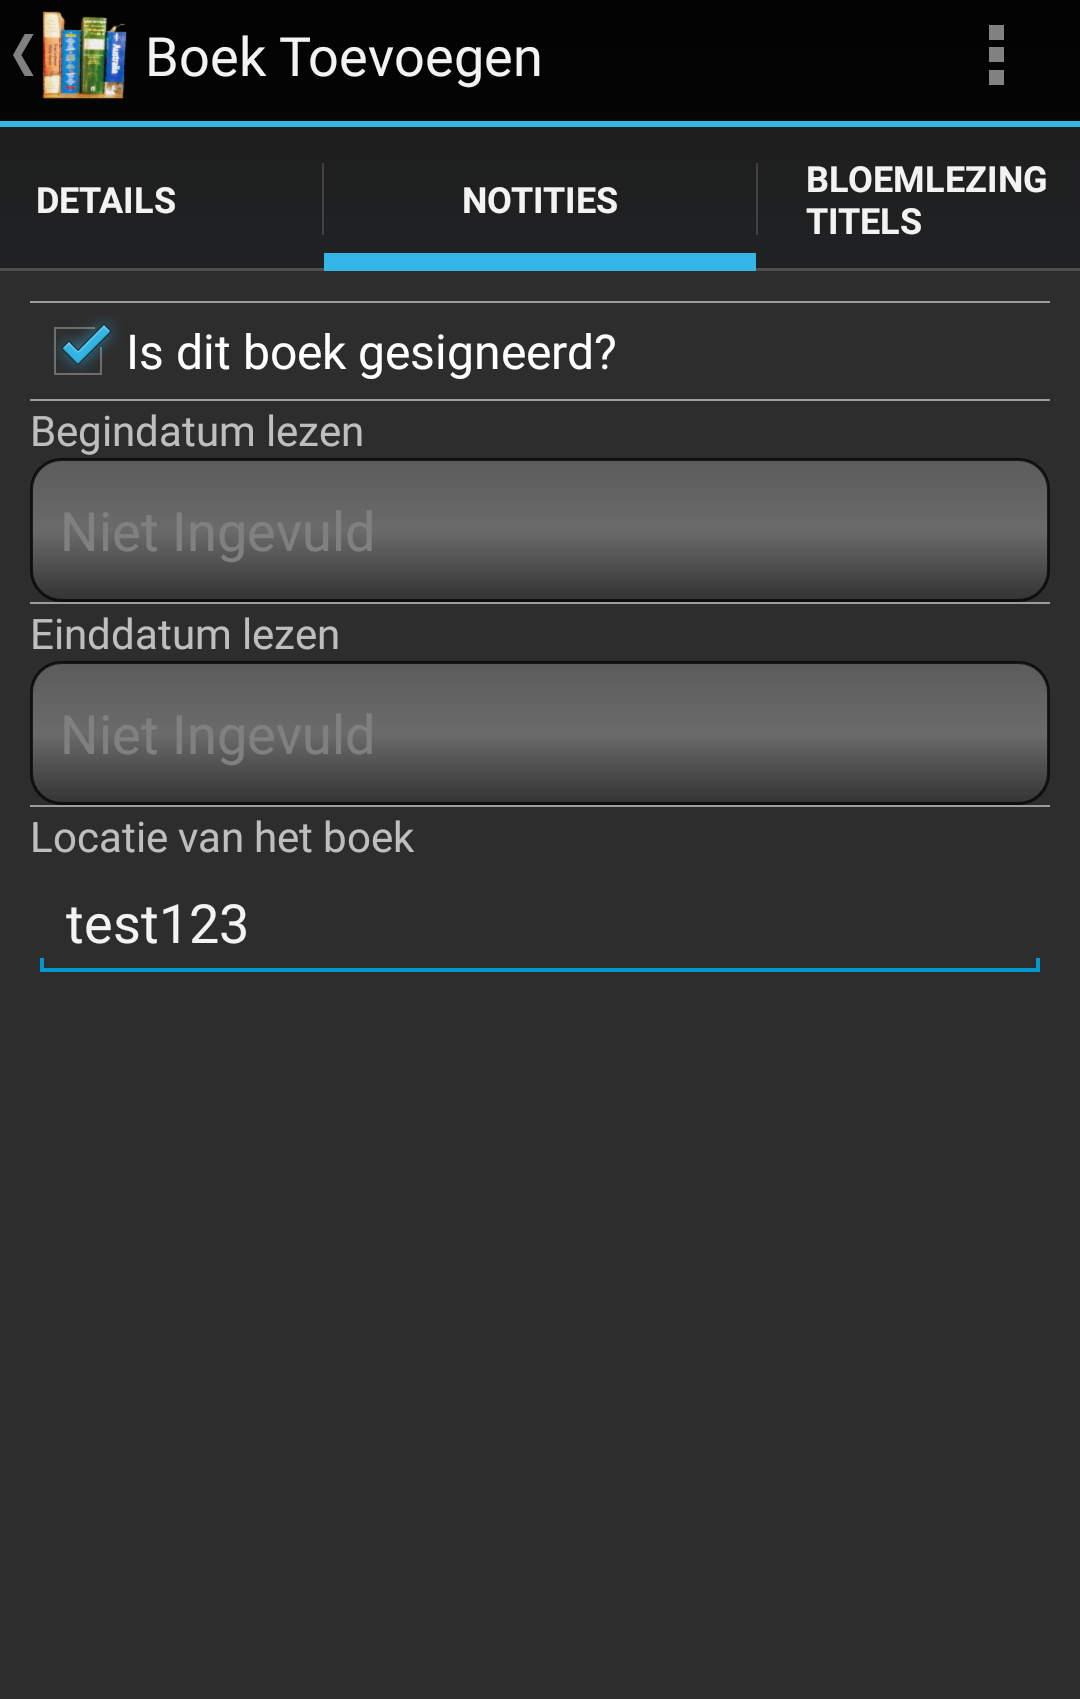 Boek Toevoegen
DETAILS
NOTITIES
BLOEMLEZING
TITELS
Is dit boek gesigneerd?
Begindatum lezen
Niet Ingevuld
Einddatum lezen
Niet Ingevuld
Locatie van het boek
test123